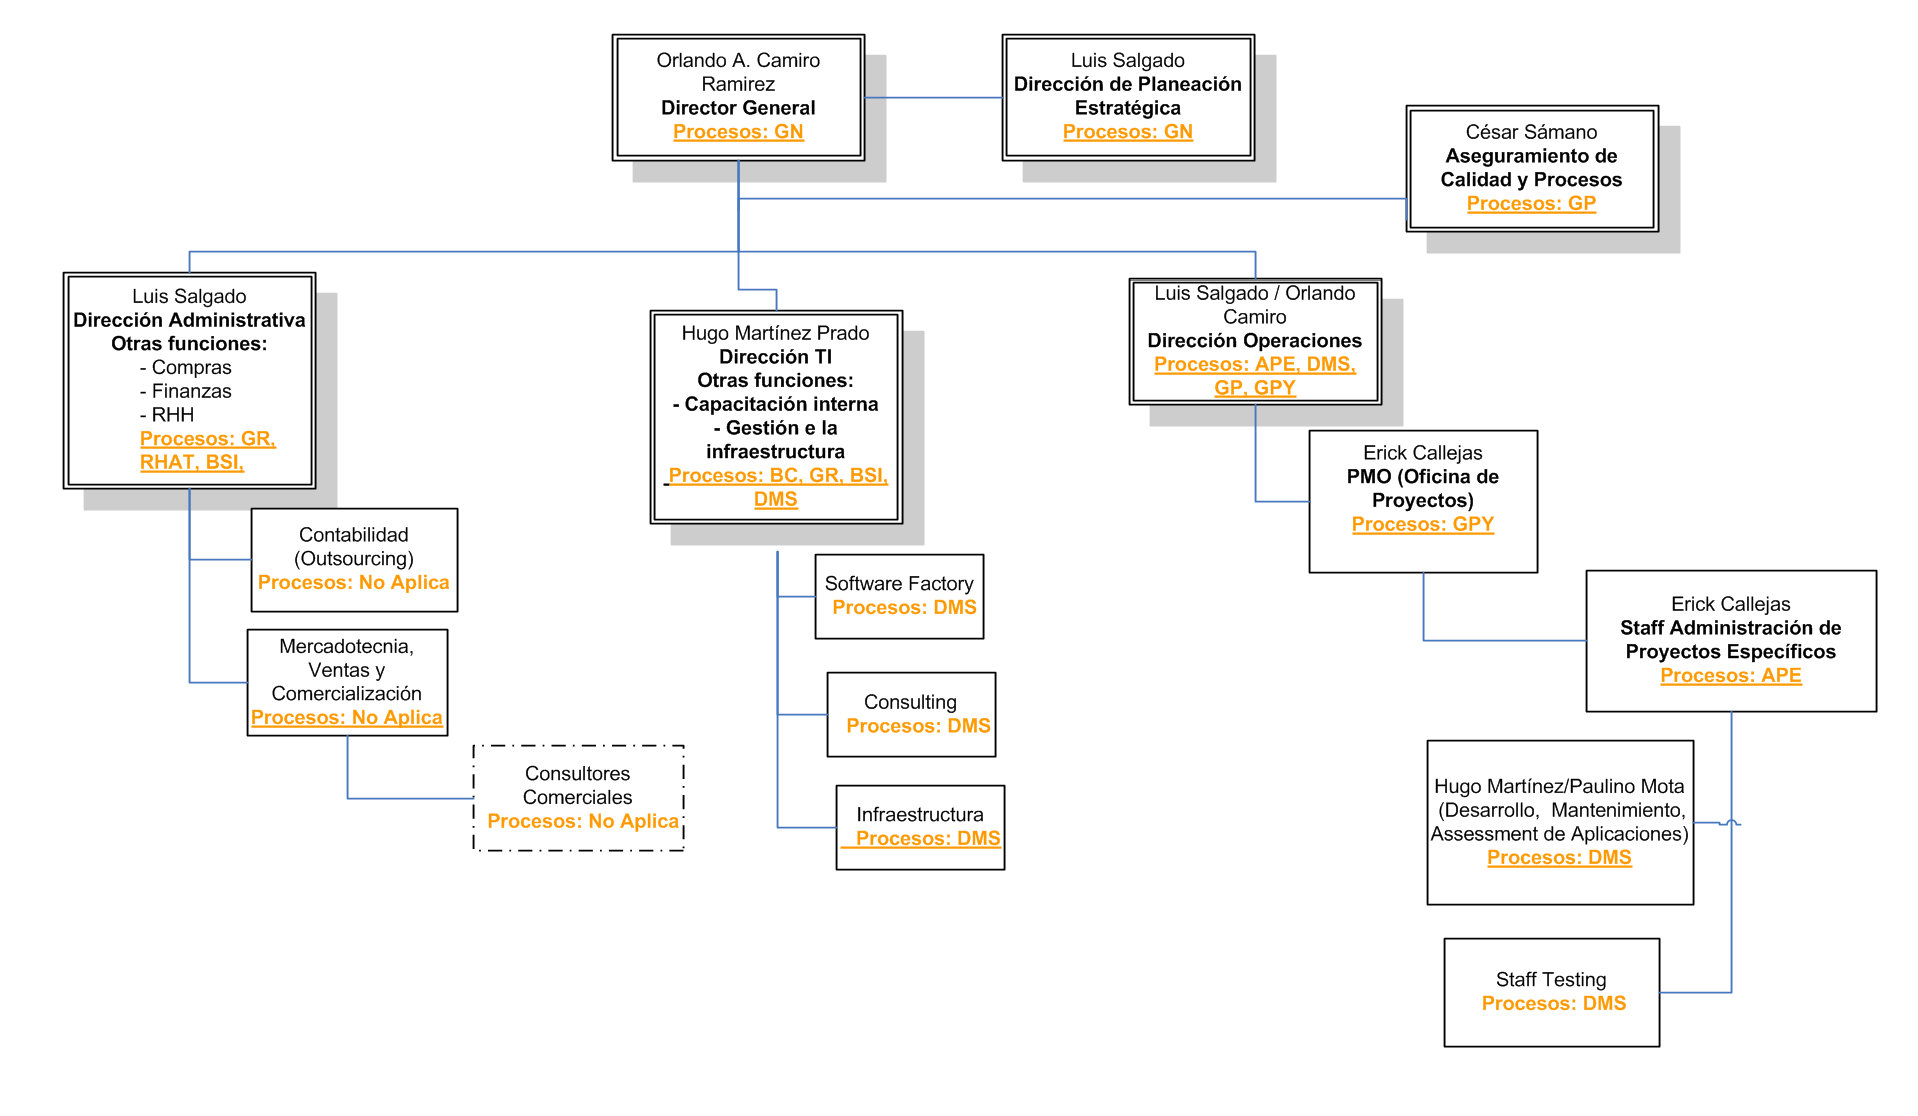 Orlando A. Camiro
Ramirez
Director General
Procesos: GN
Luis Salgado
Dirección de Planeación
Estratégica
Procesos: GN
César Sámano
Aseguramiento de
Calidad y Procesos
Procesos: GP
Luis Salgado
Dirección Administrativa
Otras funciones:
- Compras
- Finanzas
- RHH
Procesos: GR,
RHAT, BSI,
Hugo Martínez Prado
Dirección TI
Otras funciones:
- Capacitación interna
- Gestión e la
infraestructura
Procesos: BC, GR, BSI,
DMS
Luis Salgado / Orlando
Camiro
Dirección Operaciones
Procesos: APE, DMS,
GP, GPY
Erick Callejas
PMO (Oficina de
Proyectos)
Procesos: GPY
Contabilidad
(Outsourcing)
Procesos: No Aplica
Software Factory
Procesos: DMS
Erick Callejas
Staff Administración de
Proyectos Específicos
Procesos: APE
Mercadotecnia,
Ventas y
Comercialización
Procesos: No Aplica
Consulting
Procesos: DMS
Consultores
Comerciales
Procesos: No Aplica
Infraestructura
Procesos: DMS
Hugo Martínez/Paulino Mota
(Desarrollo, Mantenimiento,
Assessment de Aplicaciones)
Procesos: DMS
Staff Testing
Procesos: DMS